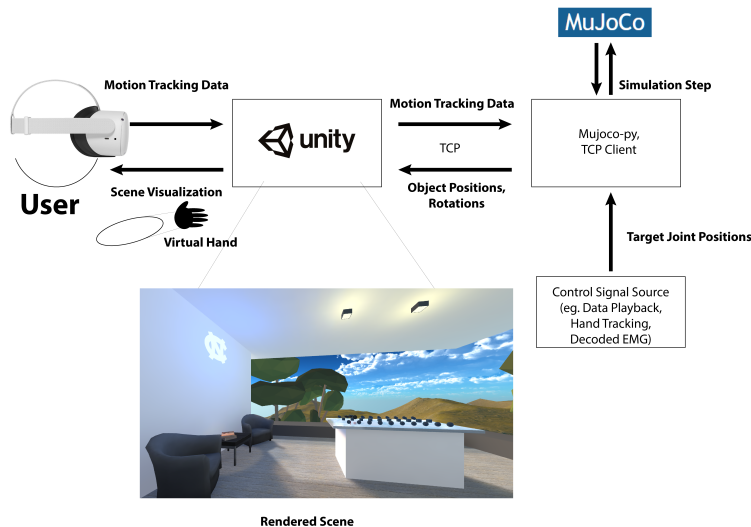 MuJoCo
Simulation Step
Motion Tracking Data
Motion Tracking Data
unity
TCP
Mujoco-py,
TCP Client
Scene Visualization
Object Positions,
Rotations
User
Virtual Hand
Target Joint Positions
Control Signal Source
(eg. Data Playback,
Hand Tracking,
Decoded EMG)
Rendered Scene